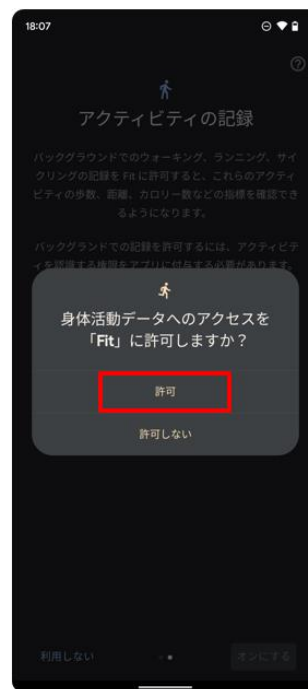 18:07
アクティビティの記録
バックグラウンドでのウォーキング、ランニング、サイ
クリングの記録を Fit に許可すると、これらのアクティ
ビティの歩数、距離、カロリー数などの指標を確認でき
るようになります。
バックグランドでの記録を許可するには、アクティビテ
ィを認識する権限をアプリに付与する必要があります。
身体活動データへのアクセスを
「Fit」に許可しますか？
許可
許可しない
利用しない
オンにする